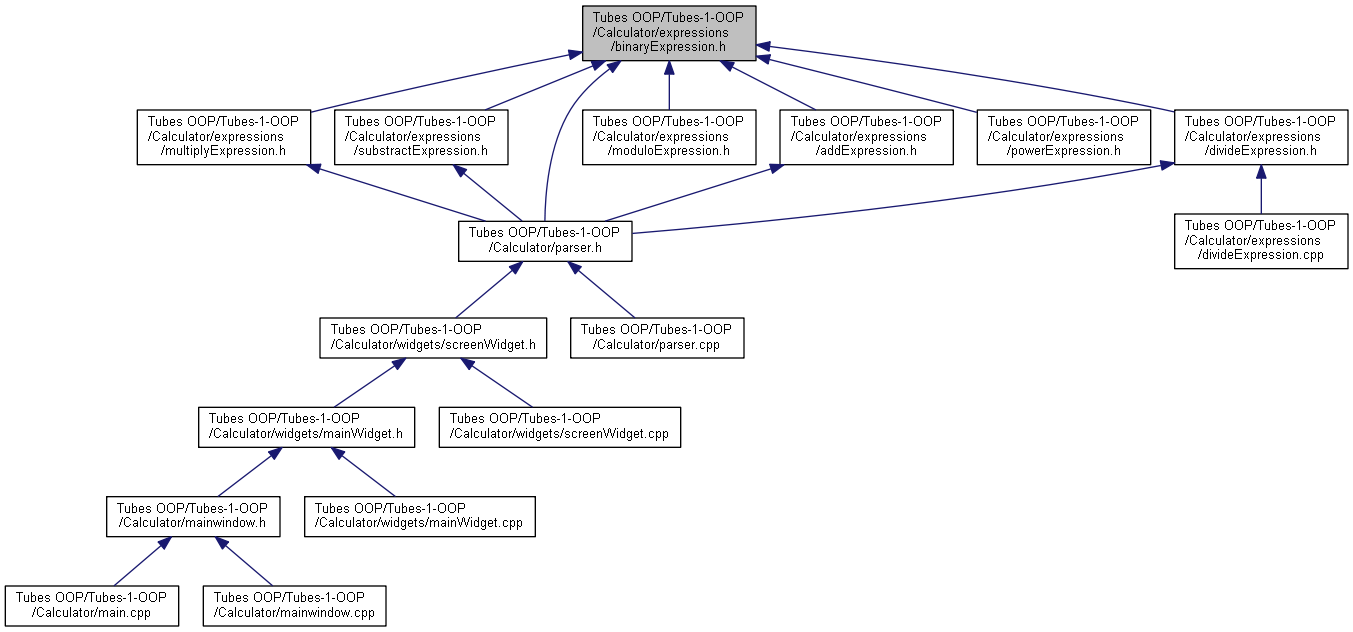 Tubes OOP/Tubes-1-OOP
/Calculator/expressions
/binaryExpression.h
Tubes OOP/Tubes-1-OOP
/Calculator/expressions
/multiplyExpression.h
Tubes OOP/Tubes-1-OOP
/Calculator/expressions
/substractExpression.h
Tubes OOP/Tubes-1-OOP
/Calculator/expressions
/moduloExpression.h
Tubes OOP/Tubes-1-OOP
/Calculator/expressions
/addExpression.h
Tubes OOP/Tubes-1-OOP
/Calculator/expressions
/powerExpression.h
Tubes OOP/Tubes-1-OOP
/Calculator/expressions
/divideExpression.h
Tubes OOP/Tubes-1-OOP
/Calculator/parser.h
Tubes OOP/Tubes-1-OOP
/Calculator/expressions
/divideExpression.cpp
Tubes OOP/Tubes-1-OOP
/Calculator/widgets/screenWidget.h
Tubes OOP/Tubes-1-OOP
/Calculator/parser.cpp
Tubes OOP/Tubes-1-OOP
/Calculator/widgets/mainWidget.h
Tubes OOP/Tubes-1-OOP
/Calculator/widgets/screenWidget.cpp
Tubes OOP/Tubes-1-OOP
/Calculator/mainwindow.h
Tubes OOP/Tubes-1-OOP
/Calculator/widgets/mainWidget.cpp
Tubes OOP/Tubes-1-OOP
/Calculator/main.cpp
Tubes OOP/Tubes-1-OOP
/Calculator/mainwindow.cpp